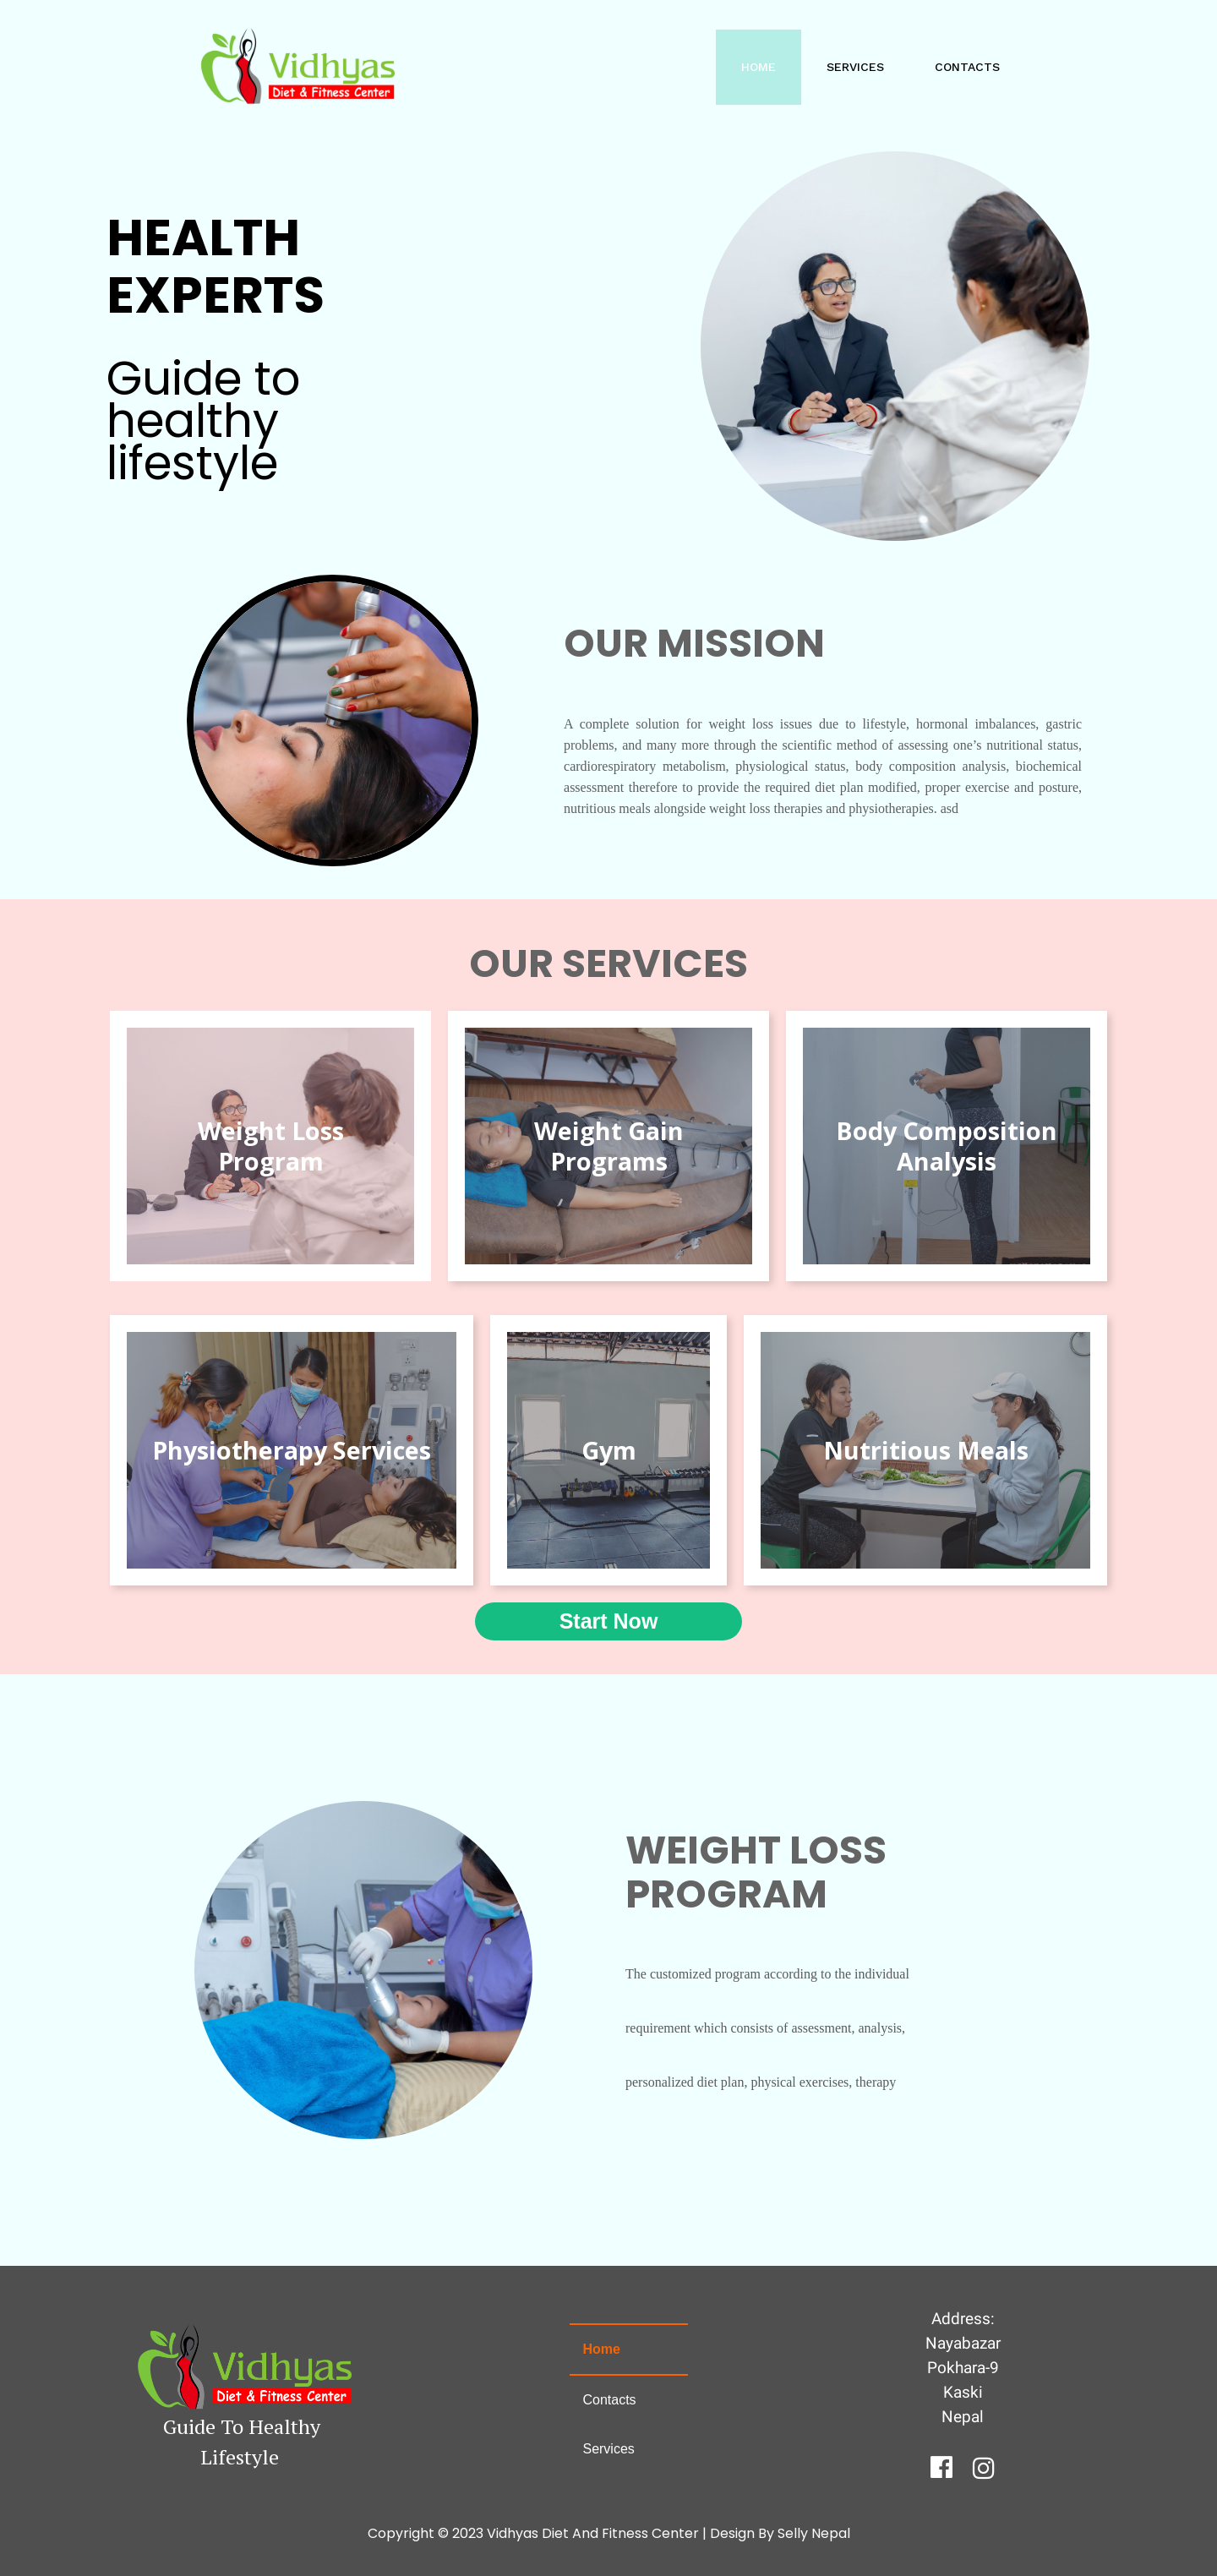 Vidhyas
Diet & Fitness Center
HOME
SERVICES
CONTACTS
HEALTH
EXPERTS
Guide to
healthy
lifestyle
OUR MISSION
A complete solution for weight loss issues due to lifestyle, hormonal imbalances, gastric
problems, and many more through the scientific method of assessing one’s nutritional status,
cardiorespiratory metabolism, physiological status, body composition analysis, biochemical
assessment therefore to provide the required diet plan modified, proper exercise and posture,
nutritious meals alongside weight loss therapies and physiotherapies. asd
OUR SERVICES
Weight Loss
Program
Weight Gain
Programs
Body Composition
Analysis
Physiotherapy Services
Gym
Nutritious Meals
Start Now
WEIGHT LOSS
PROGRAM
The customized program according to the individual
requirement which consists of assessment, analysis,
personalized diet plan, physical exercises, therapy
Vidhyas
Diet & Fitness Center
Guide To Healthy
Lifestyle
Home
Contacts
Services
Address:
Nayabazar
Pokhara-9
Kaski
Nepal
Copyright © 2023 Vidhyas Diet And Fitness Center | Design By Selly Nepal